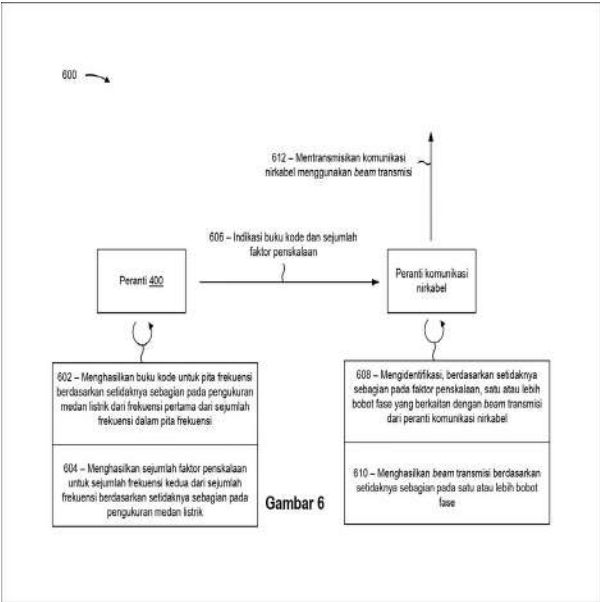 600
612 – Mentransmisikan komunikasi
nirkabel menggunakan beam transmisi
606 – Indikasi buku kode dan sejumlah
faktor penskalaan
Peranti 400
Peranti komunikasi
nirkabel
602 – Menghasilkan buku kode untuk pita frekuensi
berdasarkan setidaknya sebagian pada pengukuran
medan listrik dari frekuensi pertama dari sejumlah
frekuensi dalam pita frekuensi
604 – Menghasilkan sejumlah faktor penskalaan
untuk sejumlah frekuensi kedua dari sejumlah
frekuensi berdasarkan setidaknya sebagian pada
pengukuran medan listrik
608 – Mengidentifikasi, berdasarkan setidaknya
sebagian pada faktor penskalaan, satu atau lebih
bobot fase yang berkaitan dengan beam transmisi
dari peranti komunikasi nirkabel
610 – Menghasilkan beam transmisi berdasarkan
setidaknya sebagian pada satu atau lebih bobot
fase
Gambar 6